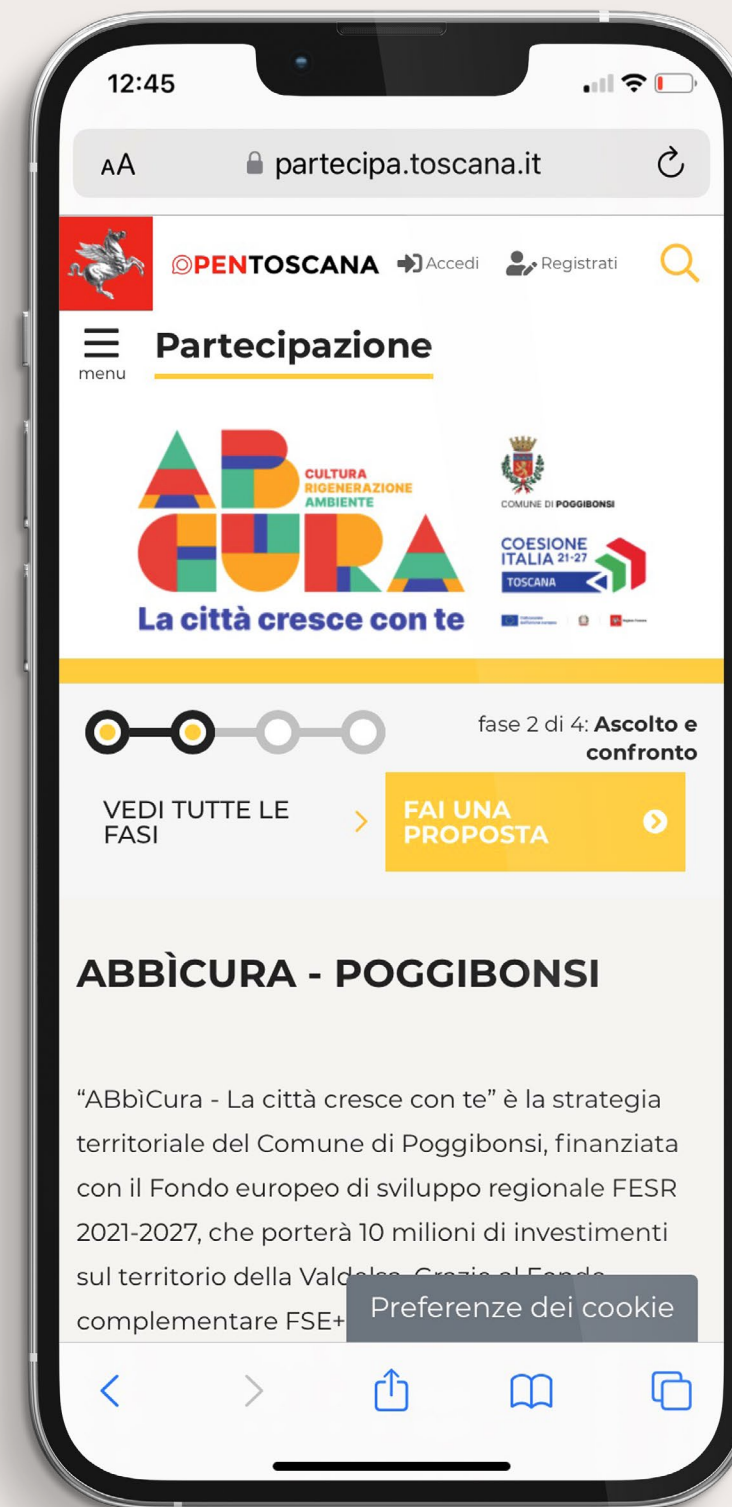 12:45
AA partecipa.toscana.it
OPENTOSCANA Accedi Registrati
menu Partecipazione
AB
CURA
CULTURA
RIGENERAZIONE
AMBIENTE
La città cresce con te
COMUNE DI POGGIBONSI
COESIONE
ITALIA 21-27
TOSCANA
fase 2 di 4: Ascolto e
confronto
VEDI TUTTE LE
FASI
FAI UNA
PROPOSTA
ABBÌCURA - POGGIBONSI
“ABbìCura - La città cresce con te” è la strategia
territoriale del Comune di Poggibonsi, finanziata
con il Fondo europeo di sviluppo regionale FESR
2021-2027, che porterà 10 milioni di investimenti
sul territorio della Valdelsa. Grazie al Fondo
complementare FSE+
Preferenze dei cookie